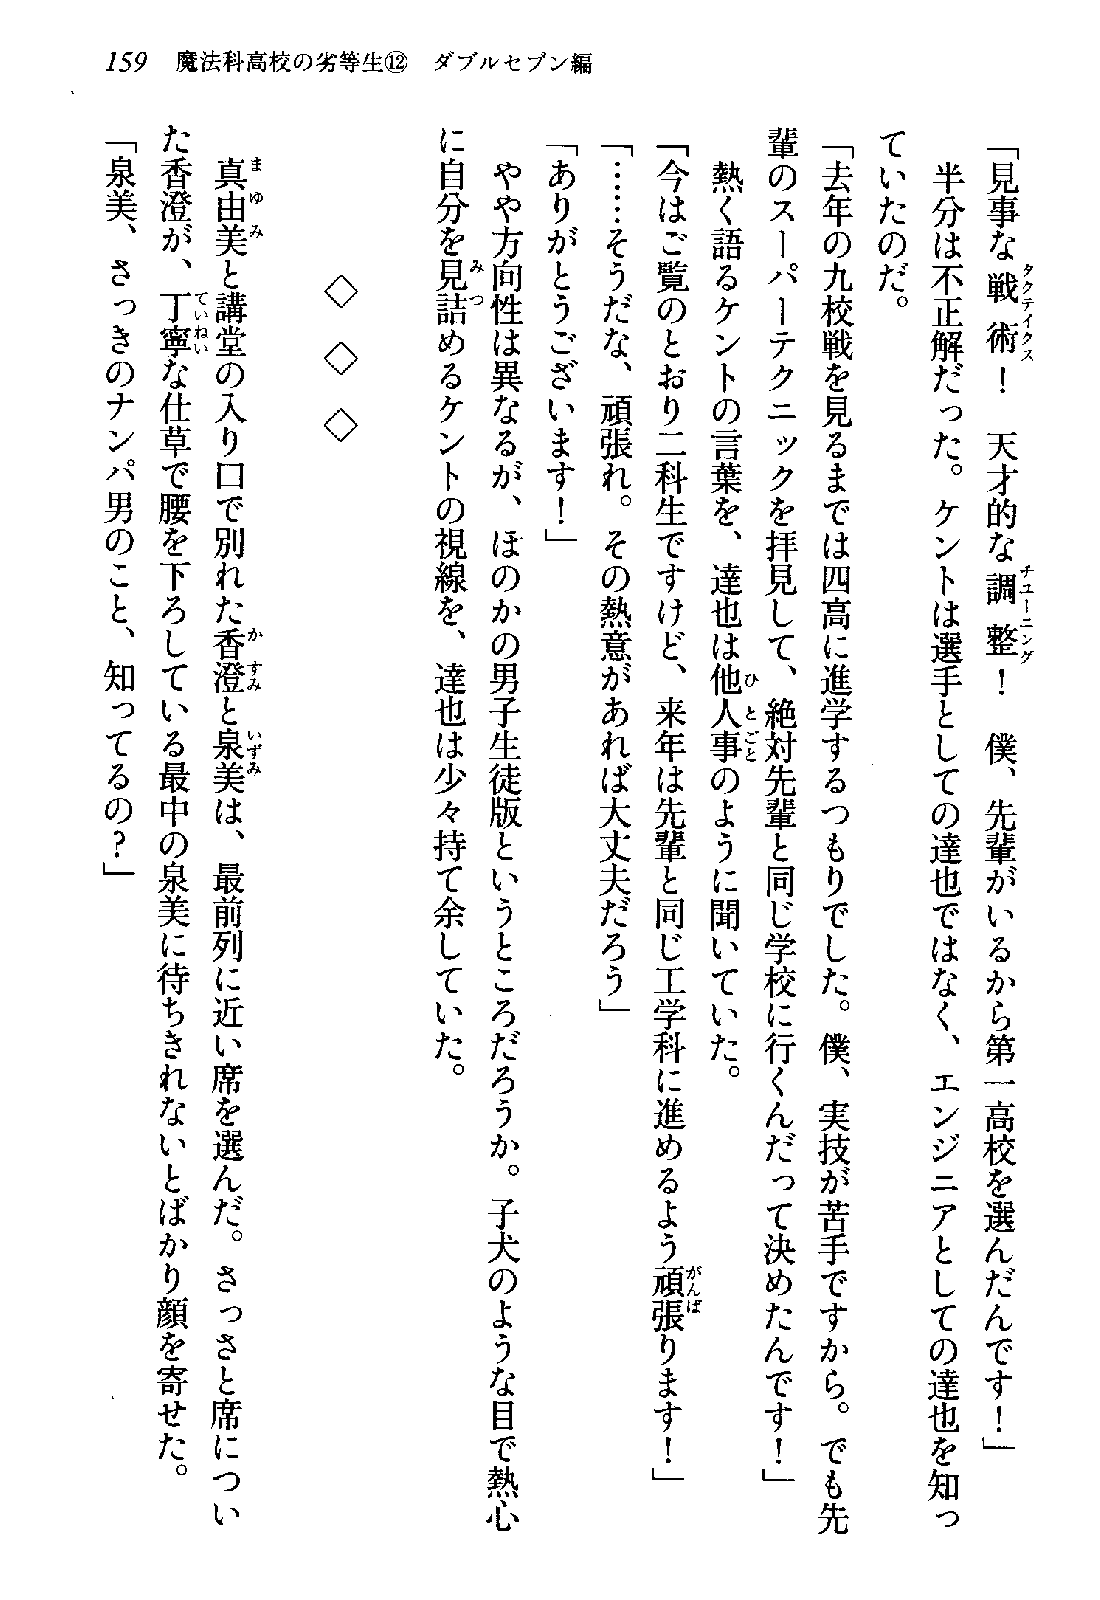 159 魔法科高校の劣等生⑫ ダブルセブン編
「見事な戦術！ 天才的な調整！ 僕、先輩がいるから第一高校を選んだんです！」
半分は不正解だった。ケントは選手としての達也ではなく、エンジニアとしての達也を知っ
ていたのだ。
「去年の九校戦を見るまでは四高に進学するつもりでした。僕、実技が苦手ですから。でも先
輩のスーパーテクニックを拝見して、絶対先輩と同じ学校に行くんだって決めたんです！」
熱く語るケントの言葉を、達也は他人事のように聞いていた。
「今はご覧のとおり二科生ですけど、来年は先輩と同じ工学科に進めるよう頑張ります！」
「……そうだな、頑張れ。その熱意があれば大丈夫だろう」
「ありがとうございます！」
やや方向性は異なるが、ほのかの男子生徒版というところだろうか。子犬のような目で熱心
に自分を見詰めるケントの視線を、達也は少々持て余していた。
◇ ◇ ◇
真由美と講堂の入り口で別れた香澄と泉美は、最前列に近い席を選んだ。さっさと席につい
た香澄が、丁寧な仕草で腰を下ろしている最中の泉美に待ちきれないとばかり顔を寄せた。
「泉美、さっきのナンパ男のこと、知ってるの？」